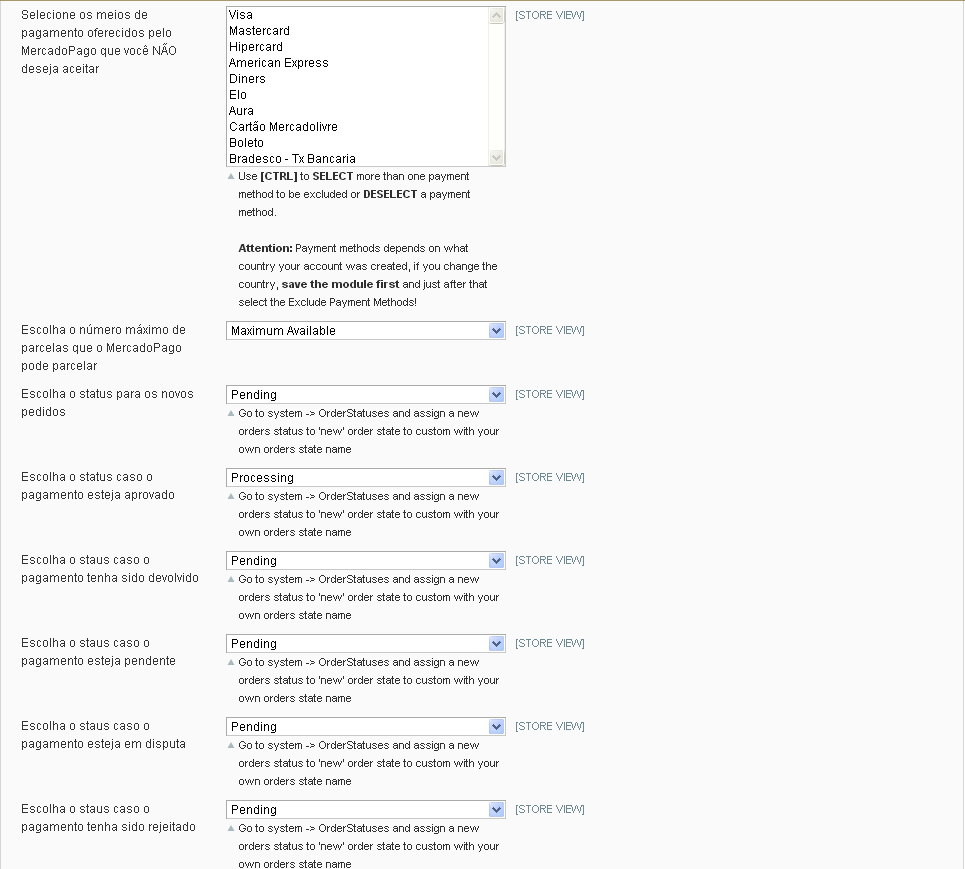 Selecione os meios de
pagamento oferecidos pelo
MercadoPago que você NÃO
deseja aceitar
Visa
Mastercard
Hipercard
American Express
Diners
Elo
Aura
Cartão Mercadolivre
Boleto
Bradesco - Tx Bancaria
[STORE VIEW]
Use [CTRL] to SELECT more than one payment
method to be excluded or DESELECT a payment
method.
Attention: Payment methods depends on what
country your account was created, if you change the
country, save the module first and just after that
select the Exclude Payment Methods!
Escolha o número máximo de
parcelas que o MercadoPago
pode parcelar
Maximum Available
[STORE VIEW]
Escolha o status para os novos
pedidos
Pending
[STORE VIEW]
Go to system -> OrderStatuses and assign a new
orders status to 'new' order state to custom with your
own orders state name
Escolha o status caso o
pagamento esteja aprovado
Processing
[STORE VIEW]
Go to system -> OrderStatuses and assign a new
orders status to 'new' order state to custom with your
own orders state name
Escolha o staus caso o
pagamento tenha sido devolvido
Pending
[STORE VIEW]
Go to system -> OrderStatuses and assign a new
orders status to 'new' order state to custom with your
own orders state name
Escolha o staus caso o
pagamento esteja pendente
Pending
[STORE VIEW]
Go to system -> OrderStatuses and assign a new
orders status to 'new' order state to custom with your
own orders state name
Escolha o staus caso o
pagamento esteja em disputa
Pending
[STORE VIEW]
Go to system -> OrderStatuses and assign a new
orders status to 'new' order state to custom with your
own orders state name
Escolha o staus caso o
pagamento tenha sido rejeitado
Pending
[STORE VIEW]
Go to system -> OrderStatuses and assign a new
orders status to 'new' order state to custom with your
own orders state name